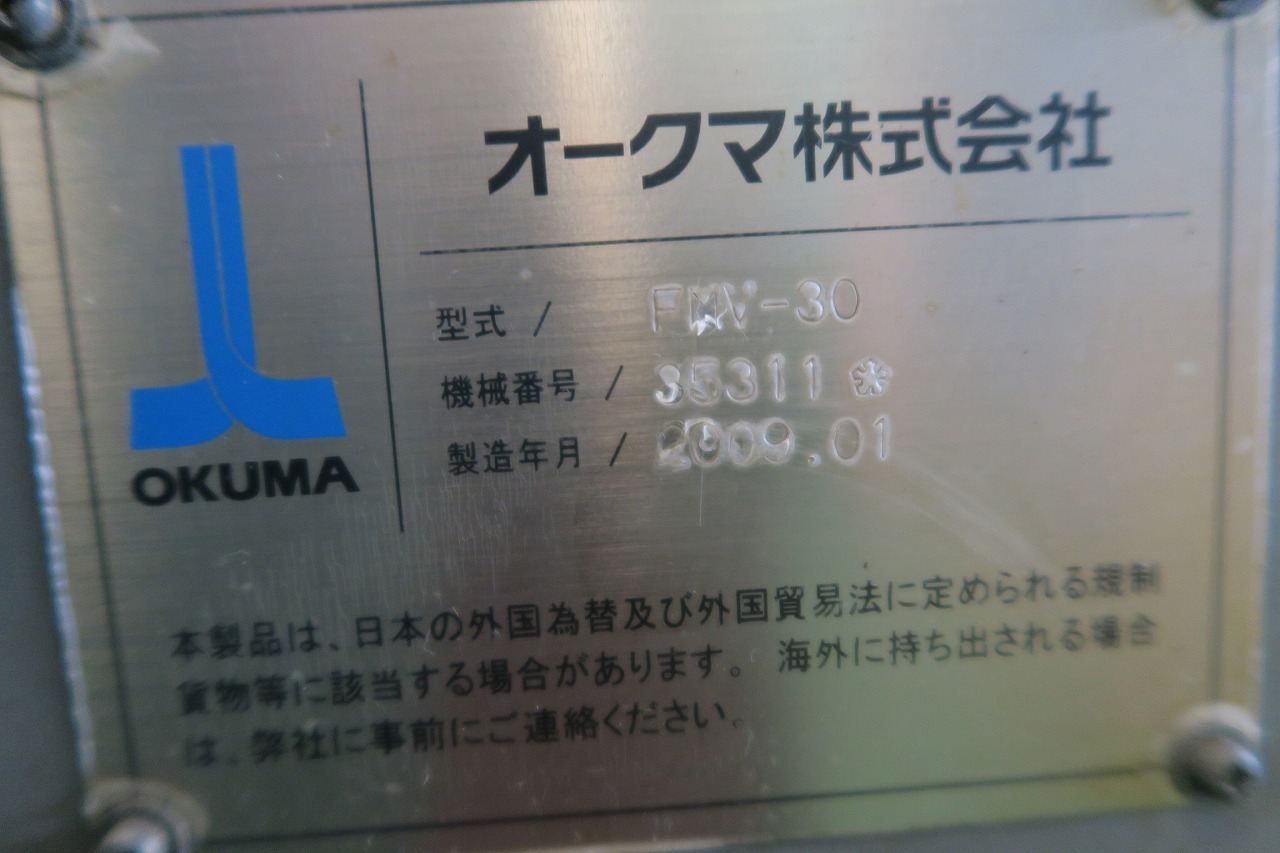 オークマ株式会社
OKUMA
型式 / FMV-30
機械番号 / 35311 *
製造年月 / 2009.01
本製品は、日本の外国為替及び外国貿易法に定められる規制
貨物等に該当する場合があります。 海外に持ち出される場合
は、弊社に事前にご連絡ください。